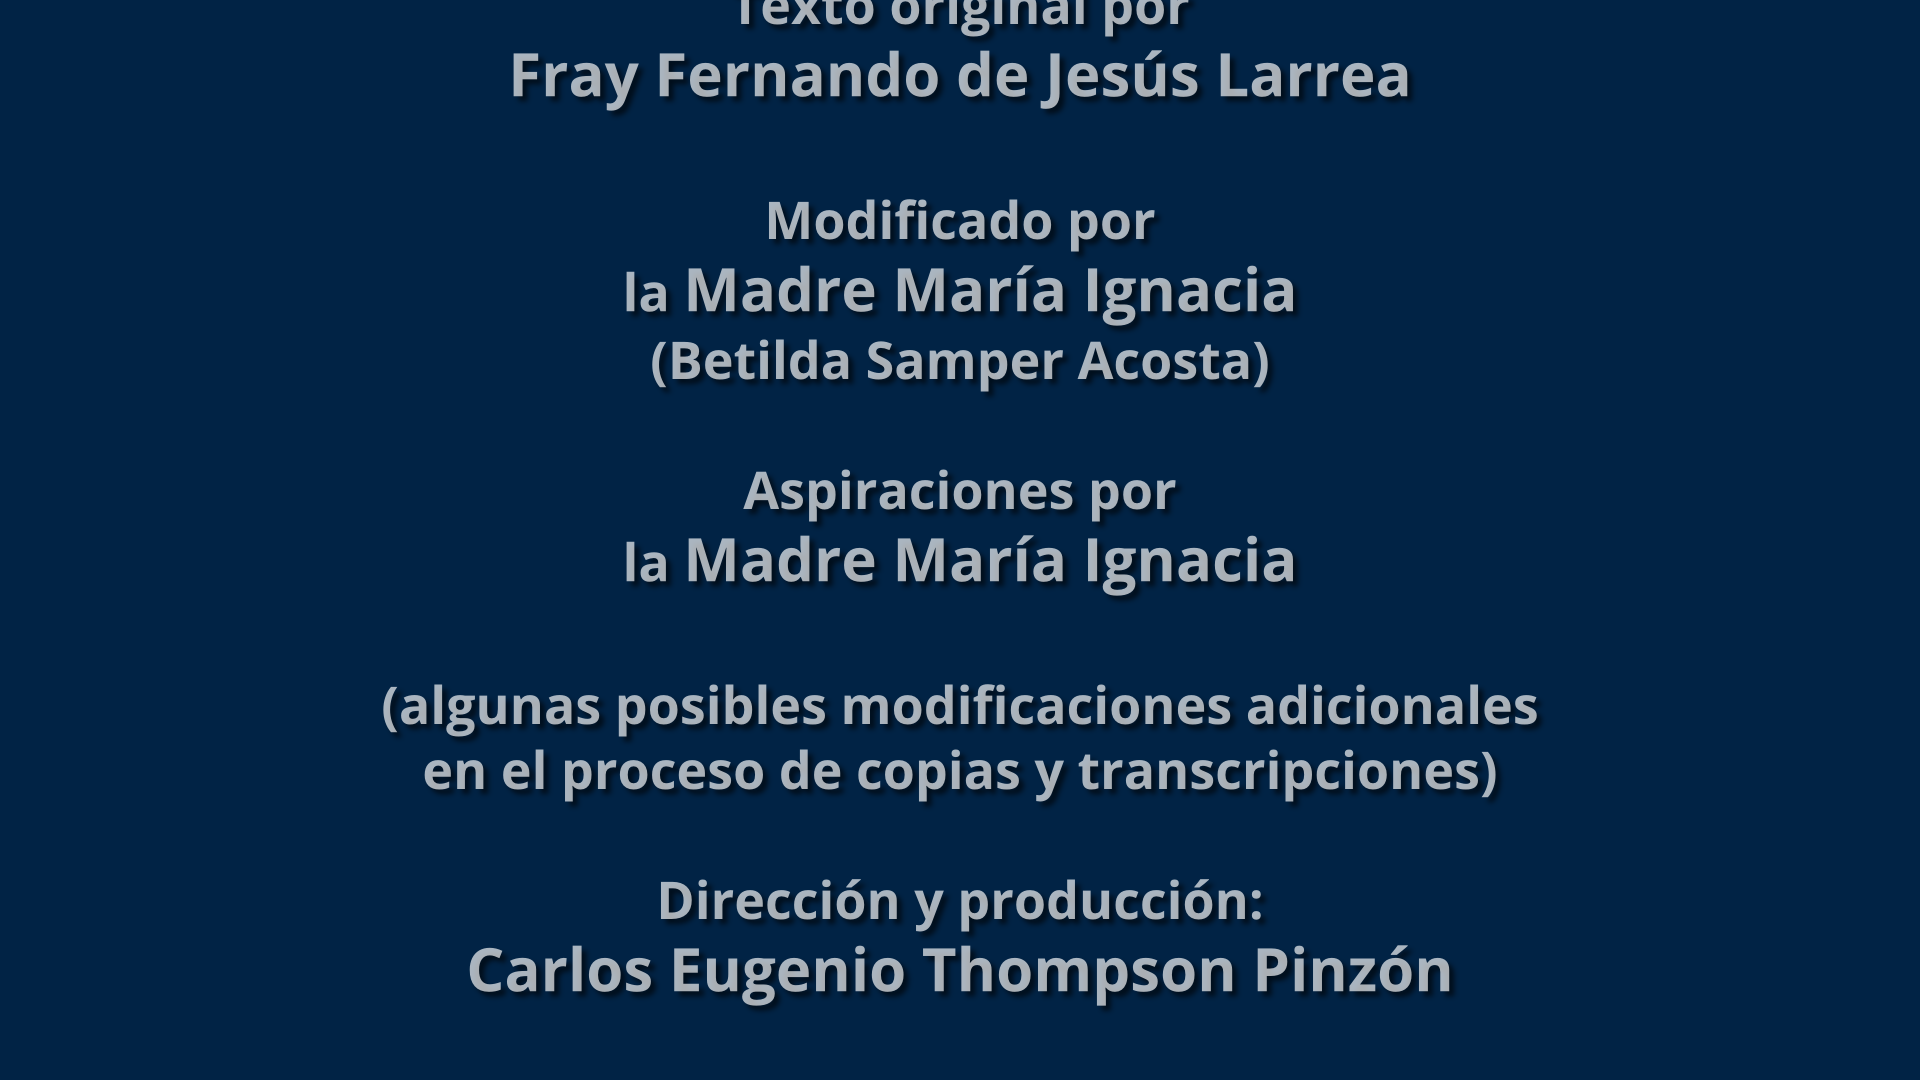 Texto original por
Fray Fernando de Jesús Larrea
Modificado por
la Madre María Ignacia
(Betilda Samper Acosta)
Aspiraciones por
la Madre María Ignacia
(algunas posibles modificaciones adicionales
en el proceso de copias y transcripciones)
Dirección y producción:
Carlos Eugenio Thompson Pinzón